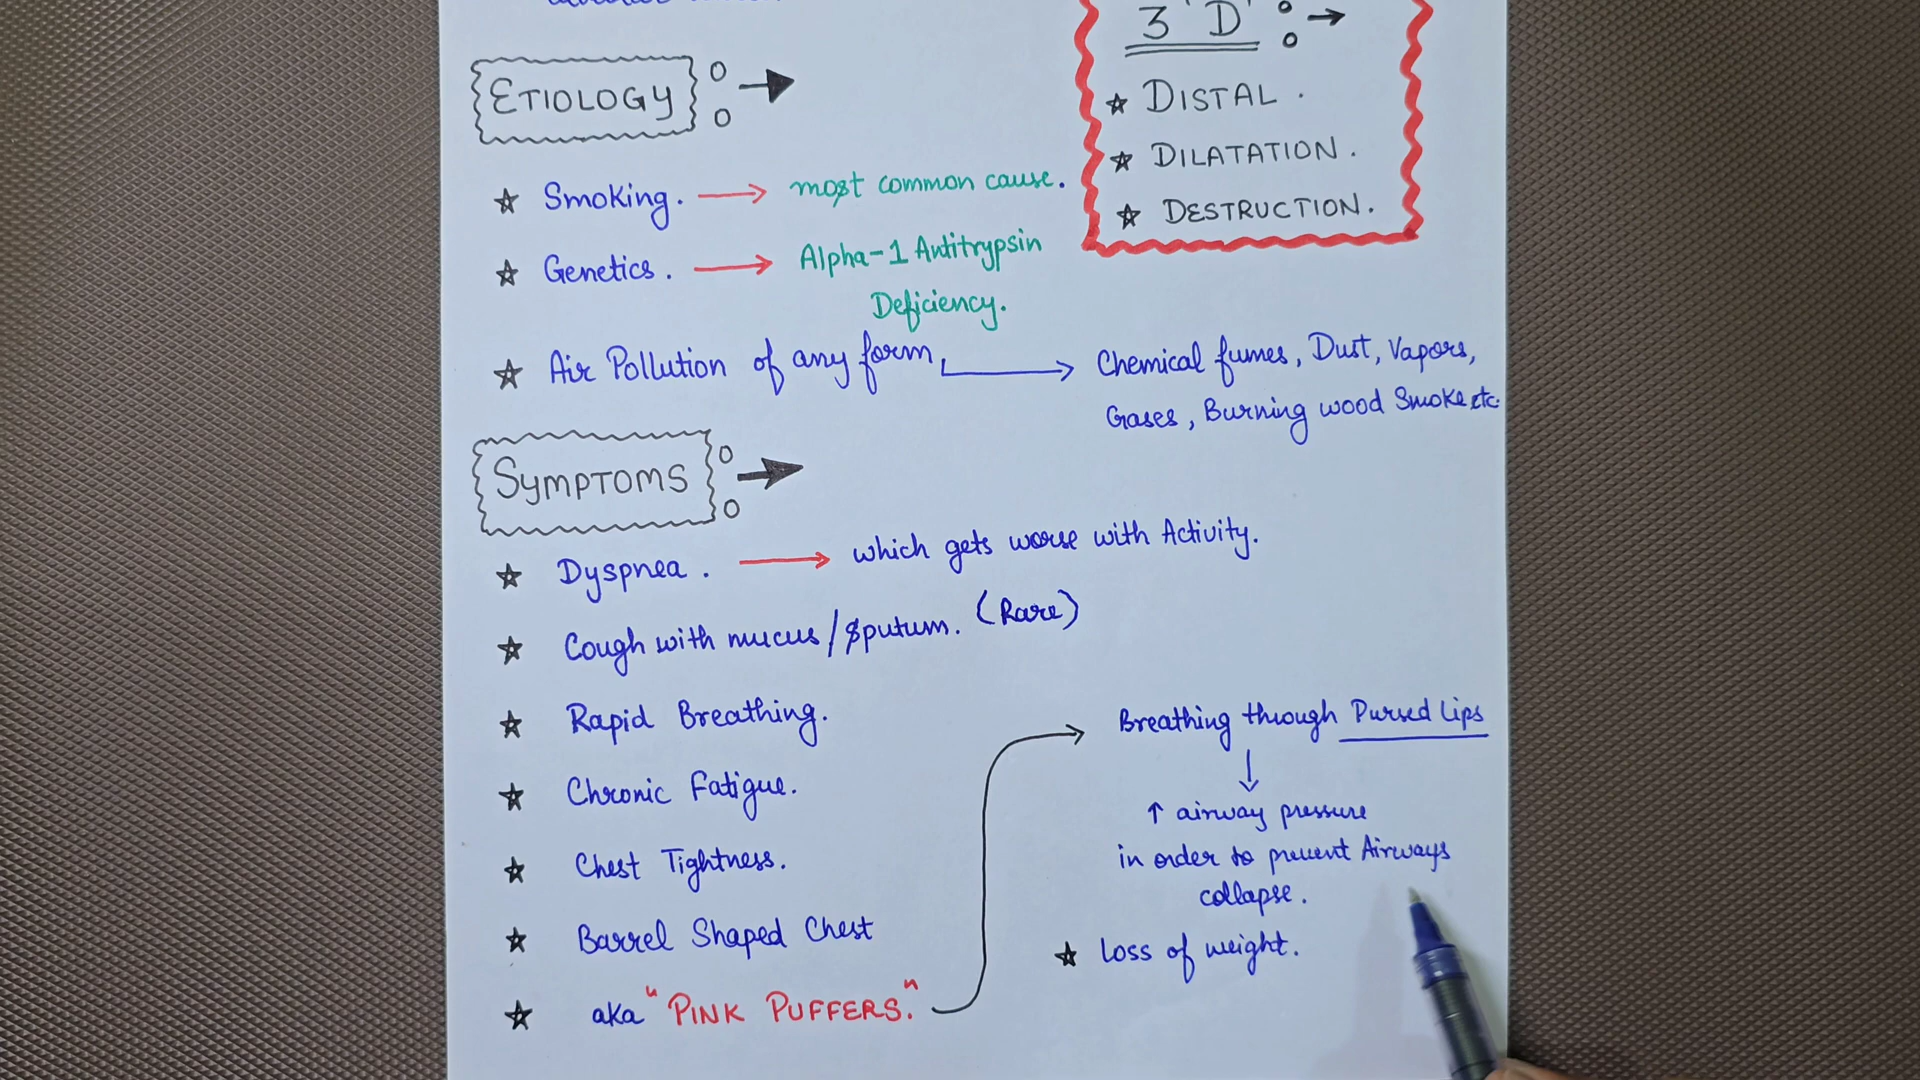 3 'D' :→
☆ DISTAL.
☆ DILATATION.
☆ DESTRUCTION.
ETIOLOGY :→
☆ Smoking. → most common cause.
☆ Genetics. → Alpha-1 Antitrypsin
Deficiency.
☆ Air Pollution of any form, → Chemical fumes, Dust, Vapors,
Gases, Burning wood Smoke etc.
SYMPTOMS :→
☆ Dyspnea. → which gets worse with Activity.
☆ Cough with mucus/sputum. (Rare)
☆ Rapid Breathing.
☆ Chronic Fatigue.
☆ Chest Tightness.
☆ Barrel Shaped Chest
☆ aka "PINK PUFFERS."
→ Breathing through Pursed Lips
↓
↑ airway pressure
in order to prevent Airways
collapse.
☆ loss of weight.